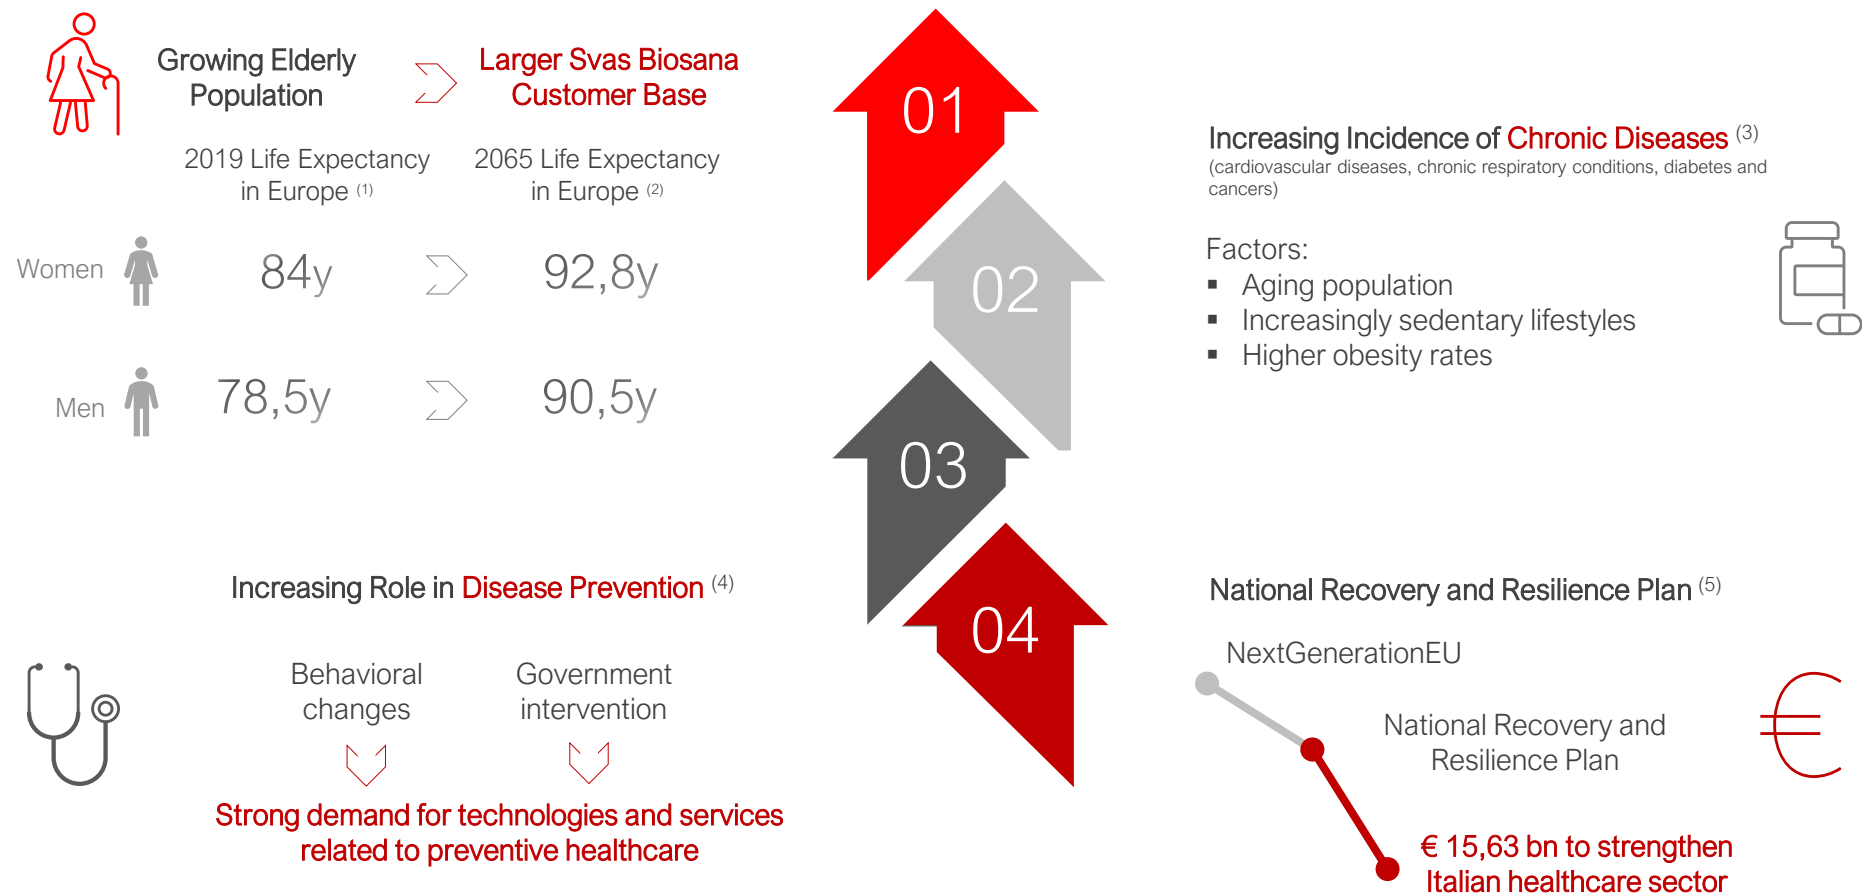 Growing Elderly
Population
Larger Svas Biosana
Customer Base
2019 Life Expectancy
in Europe (1)
2065 Life Expectancy
in Europe (2)
Women
84y
92,8y
Men
78,5y
90,5y
01
02
03
04
Increasing Incidence of Chronic Diseases (3)
(cardiovascular diseases, chronic respiratory conditions, diabetes and
cancers)
Factors:
▪ Aging population
▪ Increasingly sedentary lifestyles
▪ Higher obesity rates
Increasing Role in Disease Prevention (4)
Behavioral
changes
Government
intervention
Strong demand for technologies and services
related to preventive healthcare
National Recovery and Resilience Plan (5)
NextGenerationEU
National Recovery and
Resilience Plan
€
€ 15,63 bn to strengthen
Italian healthcare sector